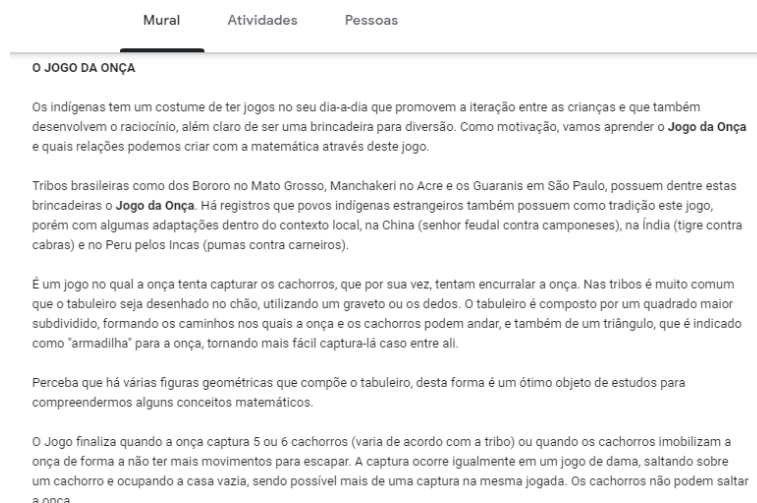 Mural Atividades Pessoas
O JOGO DA ONÇA
Os indígenas tem um costume de ter jogos no seu dia-a-dia que promovem a iteração entre as crianças e que também
desenvolvem o raciocínio, além claro de ser uma brincadeira para diversão. Como motivação, vamos aprender o Jogo da Onça
e quais relações podemos criar com a matemática através deste jogo.
Tribos brasileiras como dos Bororo no Mato Grosso, Manchakeri no Acre e os Guaranis em São Paulo, possuem dentre estas
brincadeiras o Jogo da Onça. Há registros que povos indígenas estrangeiros também possuem como tradição este jogo,
porém com algumas adaptações dentro do contexto local, na China (senhor feudal contra camponeses), na Índia (tigre contra
cabras) e no Peru pelos Incas (pumas contra carneiros).
É um jogo no qual a onça tenta capturar os cachorros, que por sua vez, tentam encurralar a onça. Nas tribos é muito comum
que o tabuleiro seja desenhado no chão, utilizando um graveto ou os dedos. O tabuleiro é composto por um quadrado maior
subdividido, formando os caminhos nos quais a onça e os cachorros podem andar, e também de um triângulo, que é indicado
como "armadilha" para a onça, tornando mais fácil captura-lá caso entre ali.
Perceba que há várias figuras geométricas que compõe o tabuleiro, desta forma é um ótimo objeto de estudos para
compreendermos alguns conceitos matemáticos.
O Jogo finaliza quando a onça captura 5 ou 6 cachorros (varia de acordo com a tribo) ou quando os cachorros imobilizam a
onça de forma a não ter mais movimentos para escapar. A captura ocorre igualmente em um jogo de dama, saltando sobre
um cachorro e ocupando a casa vazia, sendo possível mais de uma captura na mesma jogada. Os cachorros não podem saltar
a onça